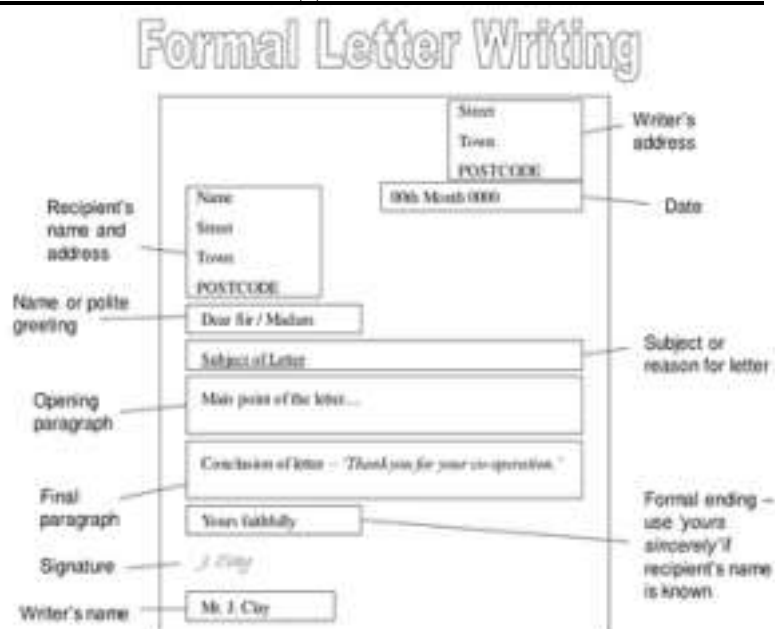 Formal Letter Writing
Street
Town
POSTCODE
Writer's
address
00th Month 0000
Date
Recipient's
name and
address
Name
Street
Town
POSTCODE
Name or polite
greeting
Dear Sir / Madam
Subject of Letter
Subject or
reason for letter
Opening
paragraph
Main point of the letter…
Final
paragraph
Conclusion of letter – 'Thank you for your co-operation.'
Yours faithfully
Formal ending –
use 'yours
sincerely' if
recipient's name
is known
Signature
Writer's name
Mr. J. Clay